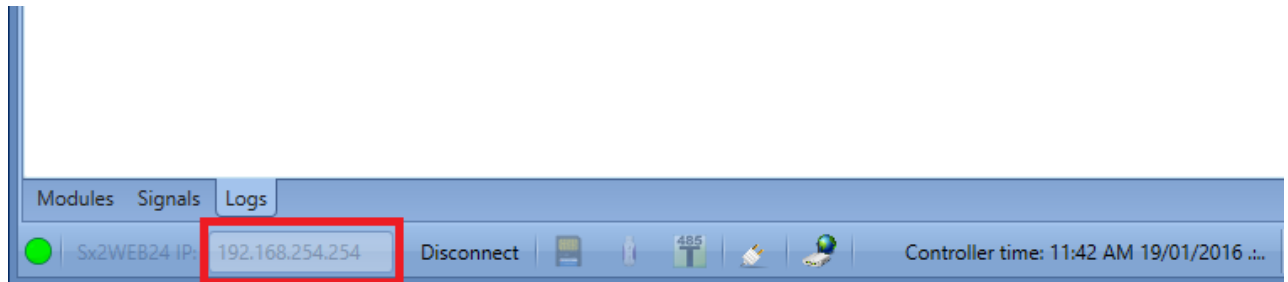 Modules Signals Logs
Sx2WEB24 IP: 192.168.254.254 Disconnect 485 Controller time: 11:42 AM 19/01/2016 .:..